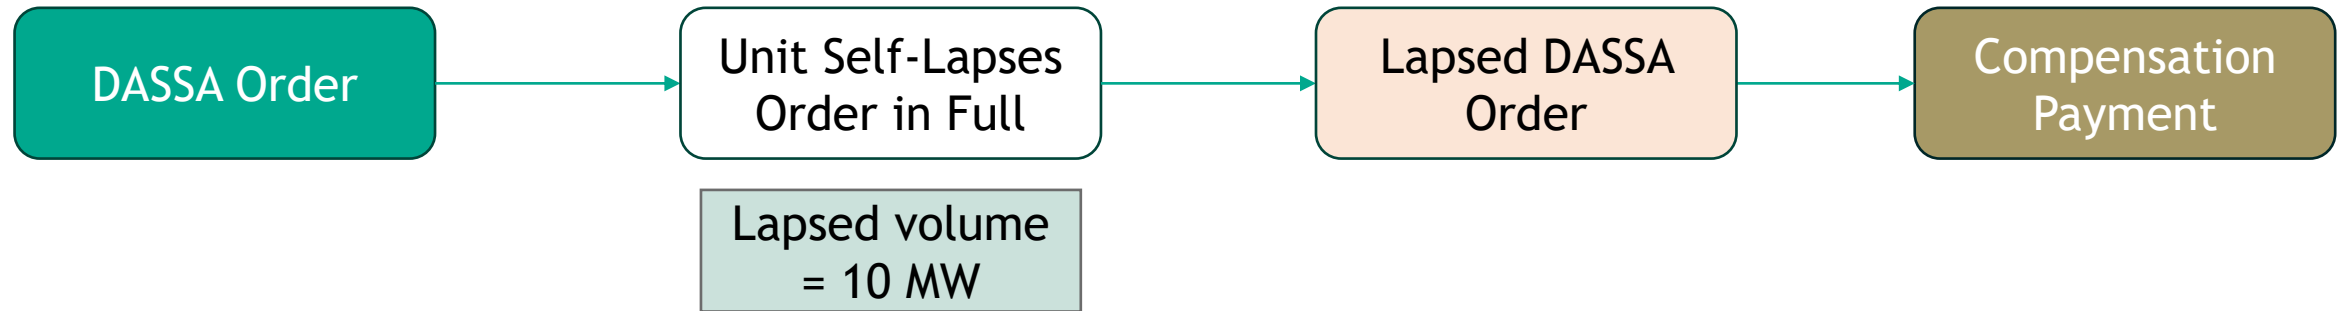 DASSA Order
Unit Self-Lapses
Order in Full
Lapsed DASSA
Order
Compensation
Payment
Lapsed volume
= 10 MW